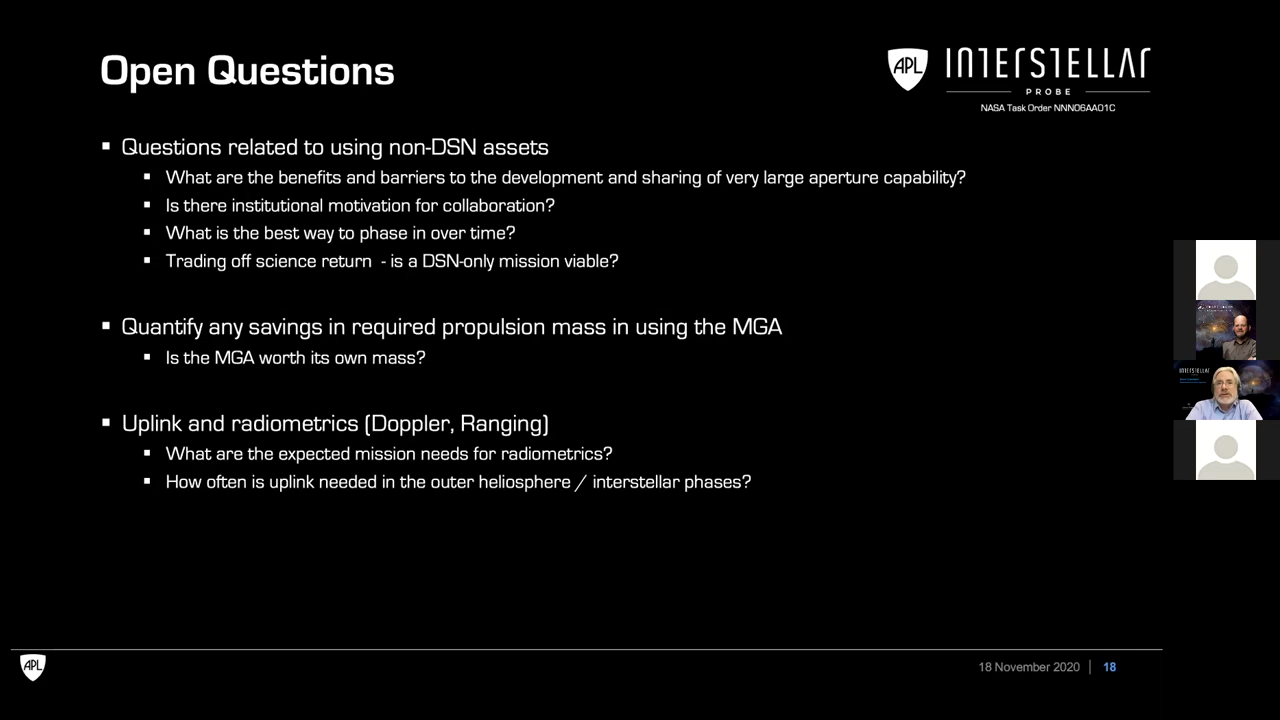 Open Questions
APL INTERSTELLAR
PROBE
NASA Task Order NNN06AA01C
▪ Questions related to using non-DSN assets
▪ What are the benefits and barriers to the development and sharing of very large aperture capability?
▪ Is there institutional motivation for collaboration?
▪ What is the best way to phase in over time?
▪ Trading off science return - is a DSN-only mission viable?
▪ Quantify any savings in required propulsion mass in using the MGA
▪ Is the MGA worth its own mass?
▪ Uplink and radiometrics (Doppler, Ranging)
▪ What are the expected mission needs for radiometrics?
▪ How often is uplink needed in the outer heliosphere / interstellar phases?
INTERSTELLAR
APL
18 November 2020 | 18